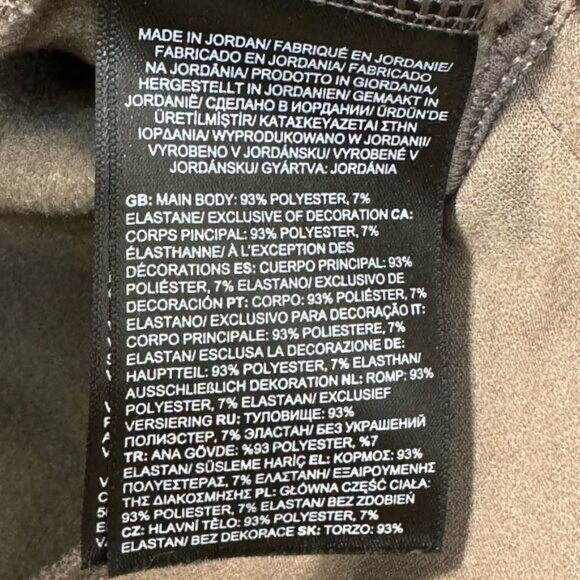 MADE IN JORDAN/ FABRIQUÉ EN JORDANIE/
FABRICADO EN JORDANIA/ FABRICADO
NA JORDÂNIA/ PRODOTTO IN GIORDANIA/
HERGESTELLT IN JORDANIEN/ GEMAAKT IN
JORDANIË/ СДЕЛАНО В ИОРДАНИИ/ ÜRDÜN'DE
ÜRETİLMİŞTİR/ ΚΑΤΑΣΚΕΥΑΖΕΤΑΙ ΣΤΗΝ
ΙΟΡΔΑΝΙΑ/ WYPRODUKOWANO W JORDANII/
VYROBENO V JORDÁNSKU/ VYROBENÉ V
JORDÁNSKU/ GYÁRTVA: JORDÁNIA
GB: MAIN BODY: 93% POLYESTER, 7%
ELASTANE/ EXCLUSIVE OF DECORATION CA:
CORPS PINCIPAL: 93% POLYESTER, 7%
ÉLASTHANNE/ À L'EXCEPTION DES
DÉCORATIONS ES: CUERPO PRINCIPAL: 93%
POLIÉSTER, 7% ELASTANO/ EXCLUSIVO DE
DECORACIÓN PT: CORPO: 93% POLIÉSTER, 7%
ELASTANO/ EXCLUSIVO PARA DECORAÇÃO IT:
CORPO PRINCIPALE: 93% POLIESTERE, 7%
ELASTAN/ ESCLUSA LA DECORAZIONE DE:
HAUPTTEIL: 93% POLYESTER, 7% ELASTHAN/
AUSSCHLIEßLICH DEKORATION NL: ROMP: 93%
POLYESTER, 7% ELASTAAN/ EXCLUSIEF
VERSIERING RU: ТУЛОВИЩЕ: 93%
ПОЛИЭСТЕР, 7% ЭЛАСТАН/ БЕЗ УКРАШЕНИЙ
TR: ANA GÖVDE: %93 POLYESTER, %7
ELASTAN/ SÜSLEME HARİÇ EL: ΚΟΡΜΟΣ: 93%
ΠΟΛΥΕΣΤΕΡΑΣ, 7% ΕΛΑΣΤΑΝΗ/ ΕΞΑΙΡΟΥΜΕΝΗΣ
ΤΗΣ ΔΙΑΚΟΣΜΗΣΗΣ PL: GŁÓWNA CZĘŚĆ CIAŁA:
93% POLIESTER, 7% ELASTAN/ BEZ ZDOBIEŃ
CZ: HLAVNÍ TĚLO: 93% POLYESTER, 7%
ELASTAN/ BEZ DEKORACE SK: TORZO: 93%